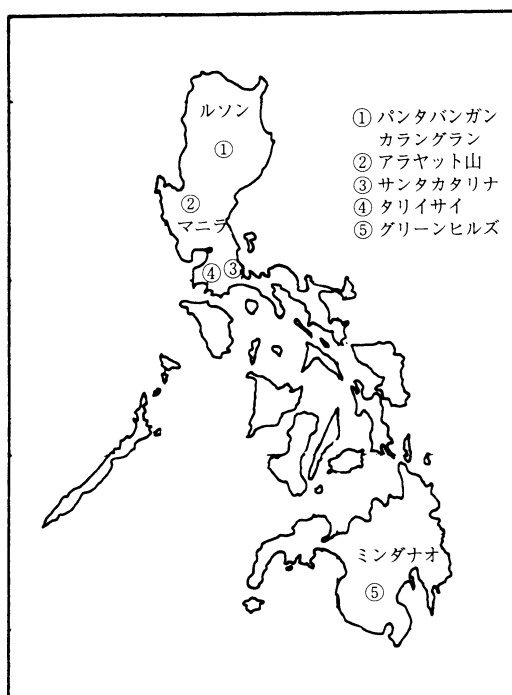 ルソン
①
②
マニラ
④ ③
ミンダナオ
⑤
① パンタバンガン
カラングラン
② アラヤット山
③ サンタカタリナ
④ タリイサイ
⑤ グリーンヒルズ